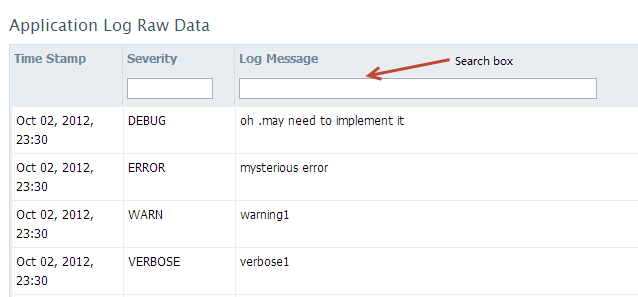 Application Log Raw Data
Time Stamp Severity Log Message
Search box
Oct 02, 2012, DEBUG oh .may need to implement it
23:30
Oct 02, 2012, ERROR mysterious error
23:30
Oct 02, 2012, WARN warning1
23:30
Oct 02, 2012, VERBOSE verbose1
23:30